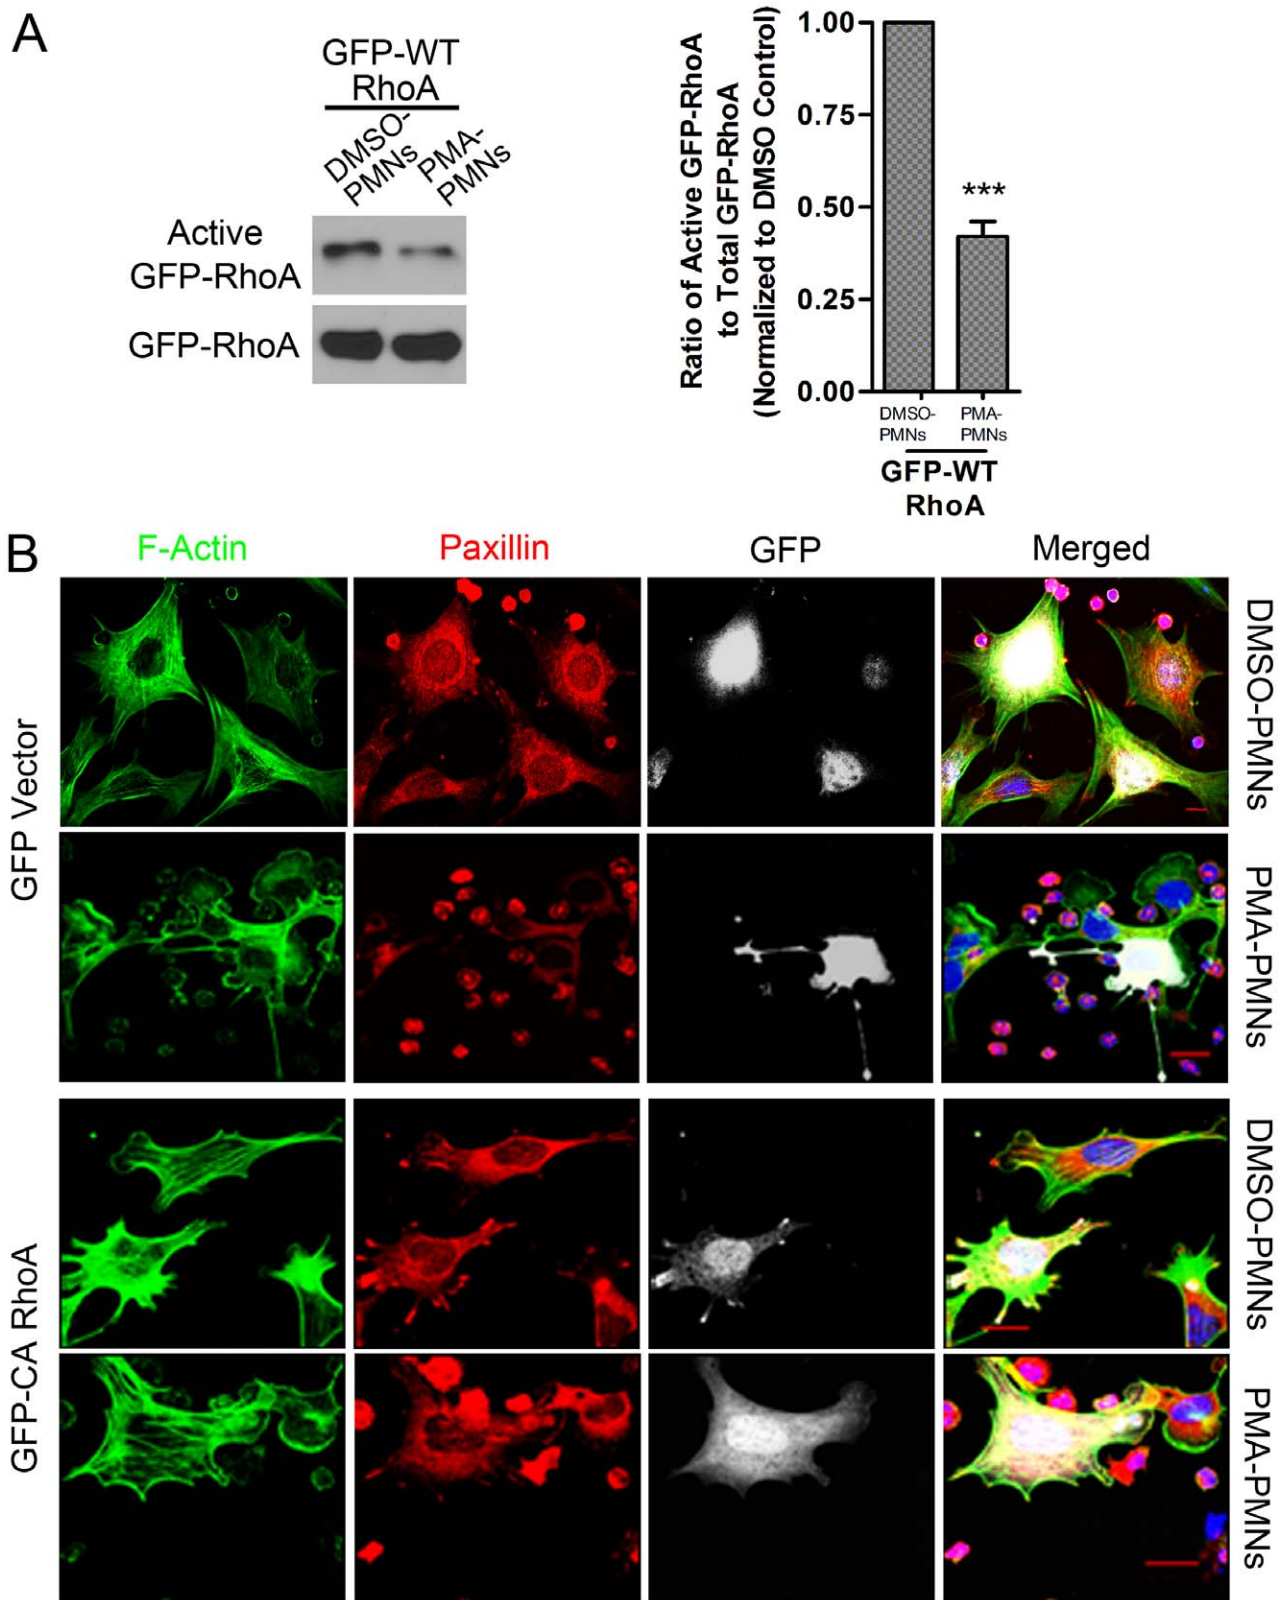 A
GFP-WT
RhoA
DMSO-
PMNs
PMA-
PMNs
Active
GFP-RhoA
GFP-RhoA
Ratio of Active GFP-RhoA
to Total GFP-RhoA
(Normalized to DMSO Control)
1.00
0.75
0.50
0.25
0.00
***
DMSO-
PMNs
PMA-
PMNs
GFP-WT
RhoA
B
F-Actin
Paxillin
GFP
Merged
GFP Vector
DMSO-PMNs
PMA-PMNs
GFP-CA RhoA
DMSO-PMNs
PMA-PMNs